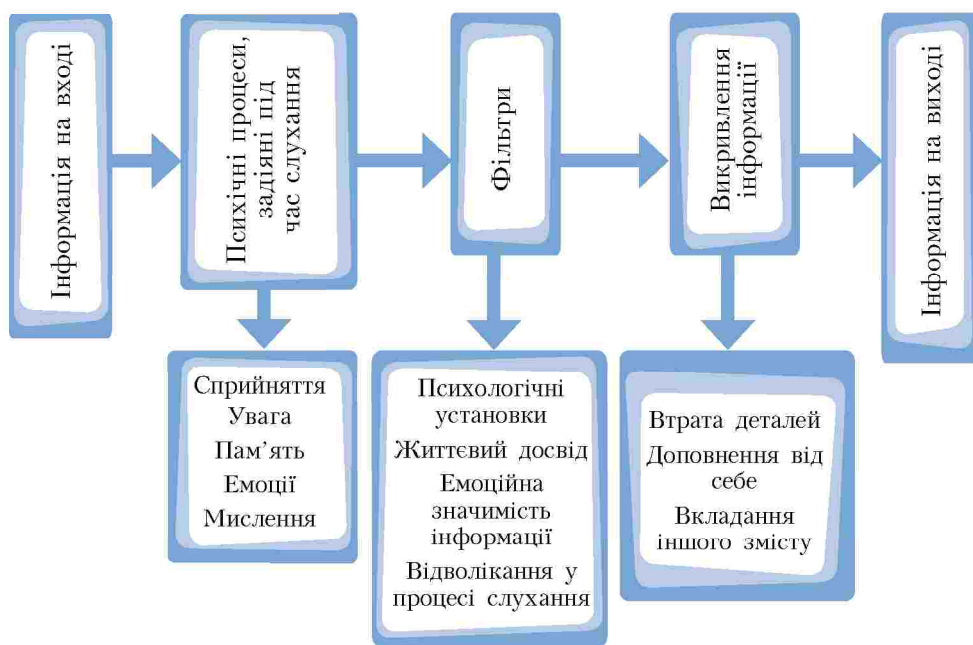 Інформація на вході
Психічні процеси,
задіяні під
час слухання
Фільтри
Викривлення
інформації
Інформація на виході
Сприйняття
Увага
Пам’ять
Емоції
Мислення
Психологічні
установки
Життєвий досвід
Емоційна
значимість
інформації
Відволікання у
процесі слухання
Втрата деталей
Доповнення від
себе
Вкладання
іншого змісту